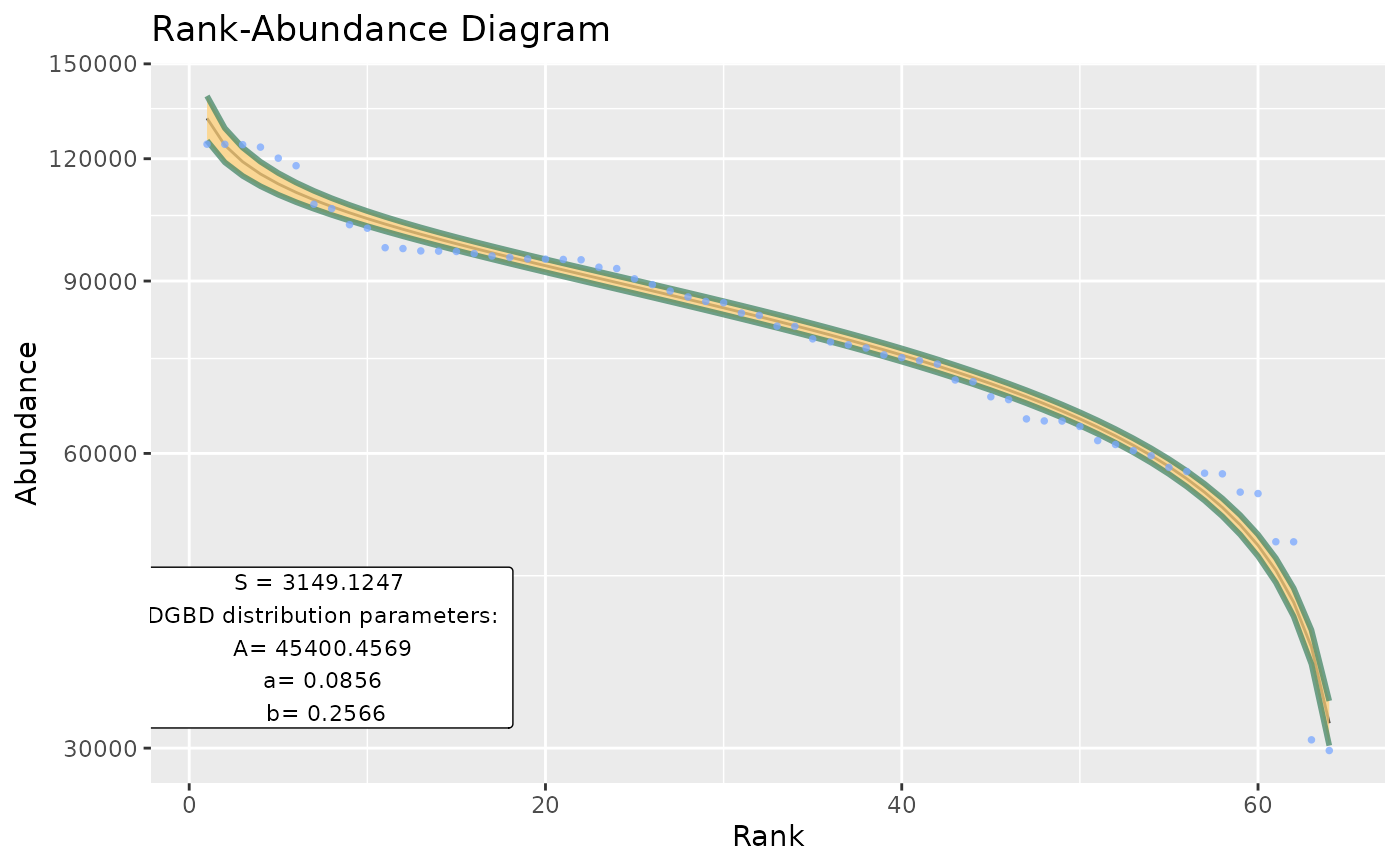 Rank-Abundance Diagram
150000
120000
90000
60000
30000
Abundance
S = 3149.1247
DGBD distribution parameters:
A= 45400.4569
a= 0.0856
b= 0.2566
0
20
40
60
Rank